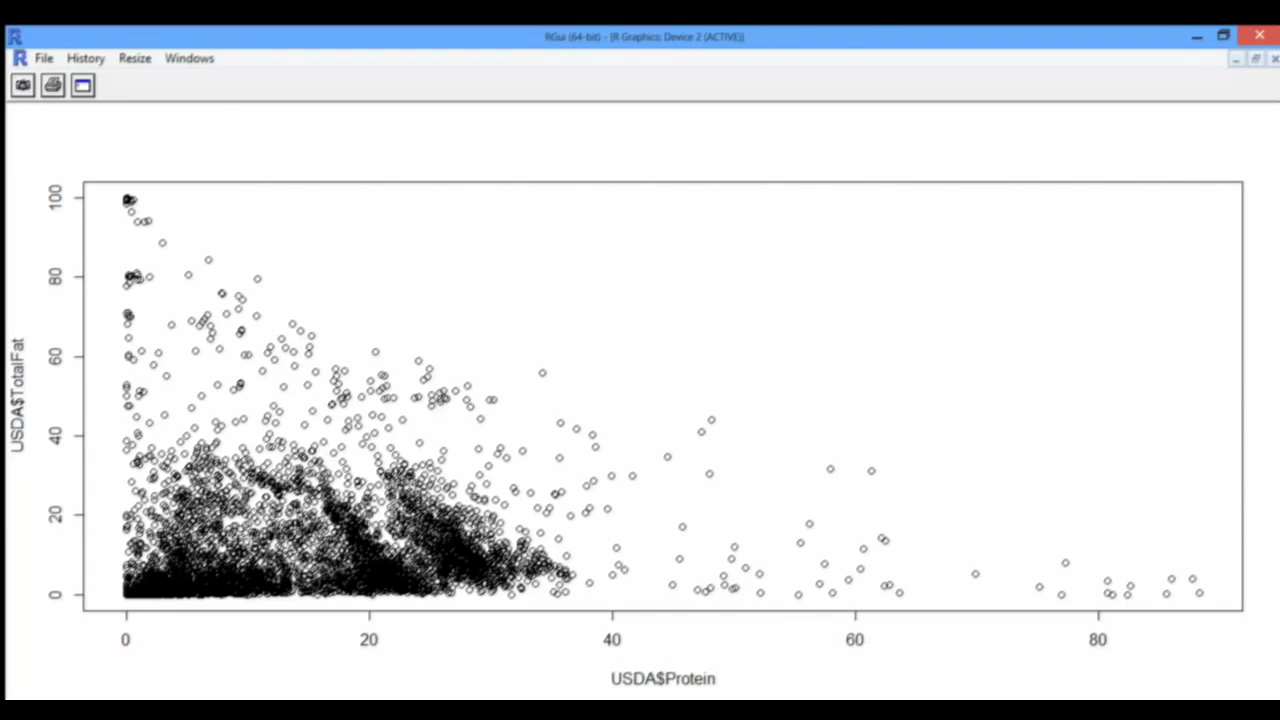 RGui (64-bit) - [R Graphics: Device 2 (ACTIVE)]
File History Resize Windows
100
80
60
40
20
0
USDA$TotalFat
0 20 40 60 80
USDA$Protein